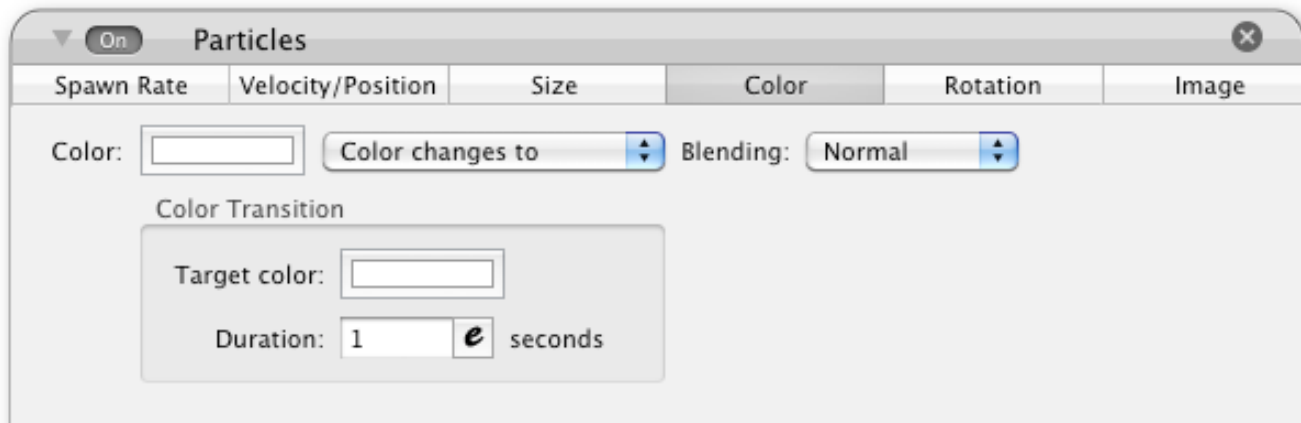 On Particles
Spawn Rate Velocity/Position Size Color Rotation Image
Color: Color changes to Blending: Normal
Color Transition
Target color:
Duration: 1 e seconds